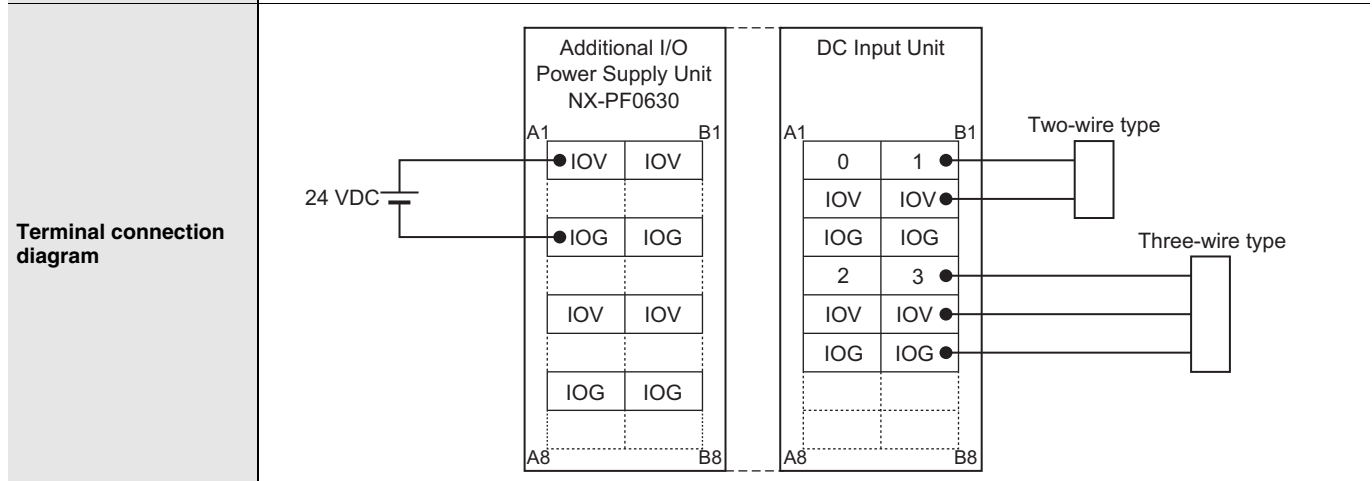 Terminal connection
diagram
Additional I/O
Power Supply Unit
NX-PF0630
A1 B1
IOV IOV
IOG IOG
IOV IOV
IOG IOG
A8 B8
24 VDC
DC Input Unit
A1 B1
0 1
IOV IOV
IOG IOG
2 3
IOV IOV
IOG IOG
A8 B8
Two-wire type
Three-wire type